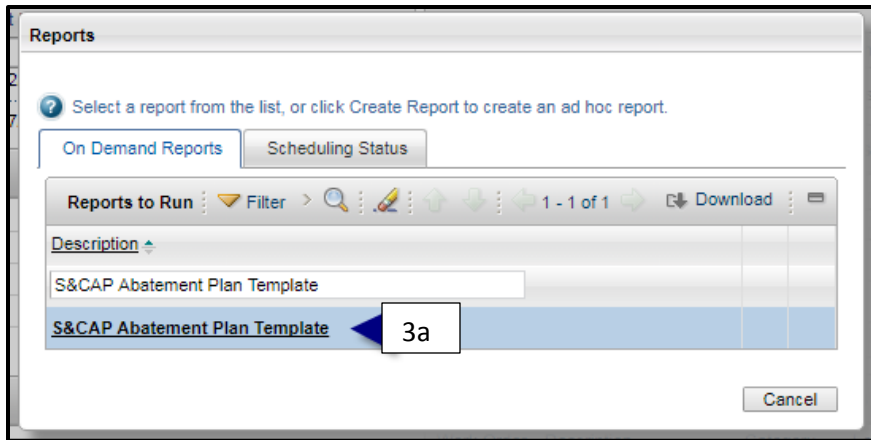 Reports
Select a report from the list, or click Create Report to create an ad hoc report.
On Demand Reports Scheduling Status
Reports to Run Filter 1 - 1 of 1 Download
Description
S&CAP Abatement Plan Template
S&CAP Abatement Plan Template 3a
Cancel